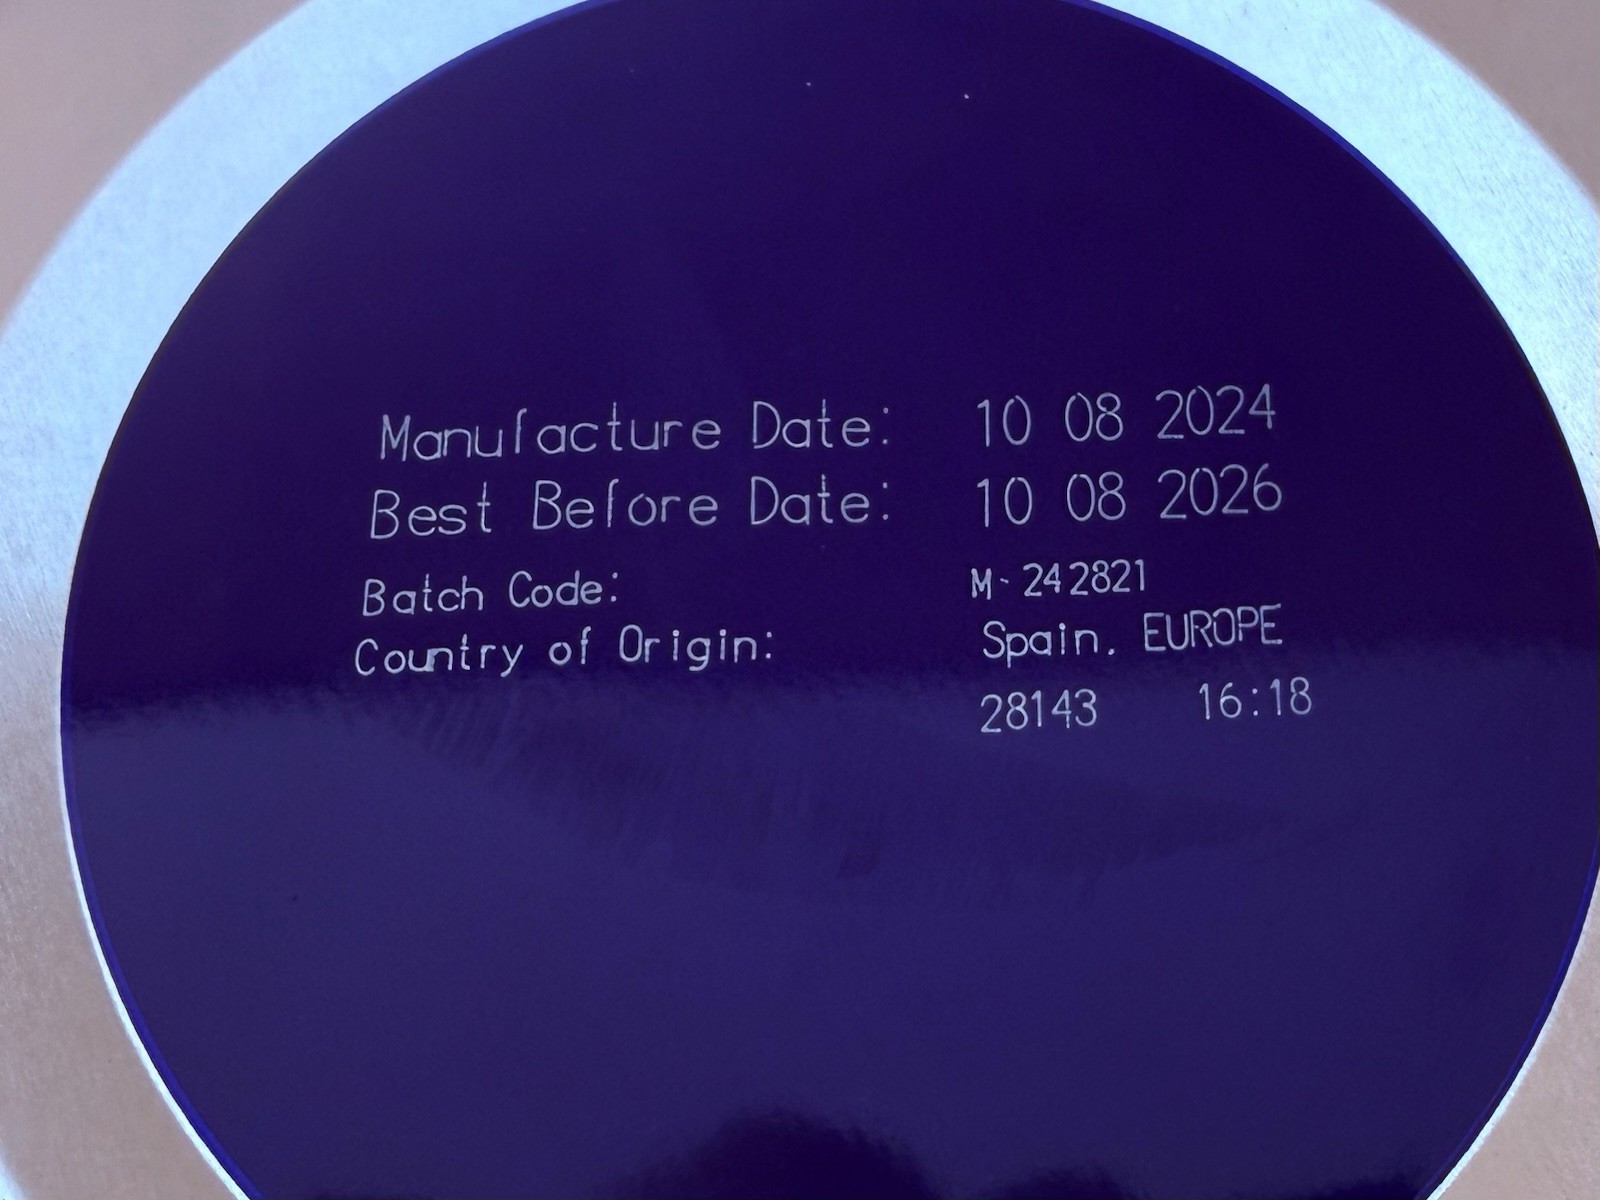 Manufacture Date: 10 08 2024
Best Before Date: 10 08 2026
Batch Code: M-242821
Country of Origin: Spain. EUROPE
28143 16:18